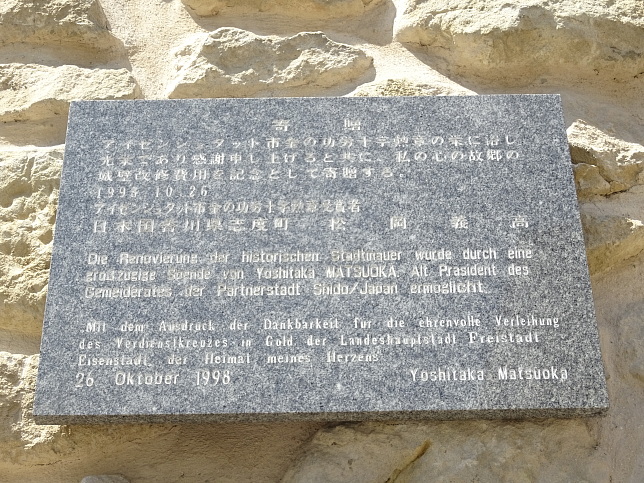 寄贈
アイゼンシュタット市金の功労十字勲章の栄に浴し
光栄であり感謝申し上げると共に、私の心の故郷の
城壁改修費用を記念として寄贈する。
1998.10.26
アイゼンシュタット市金の功労十字勲章受賞者
日本国香川県志度町 松岡義高
Die Renovierung der historischen Stadtmauer wurde durch eine
großzügige Spende von Yoshitaka MATSUOKA Alt Präsident des
Gemeiderates der Partnerstadt Shido/Japan ermöglicht.
Mit dem Ausdruck der Dankbarkeit für die ehrenvolle Verleihung
des Verdienstkreuzes in Gold der Landeshauptstadt Freistadt
Eisenstadt, der Heimat meines Herzens
26 Oktober 1998 Yoshitaka Matsuoka